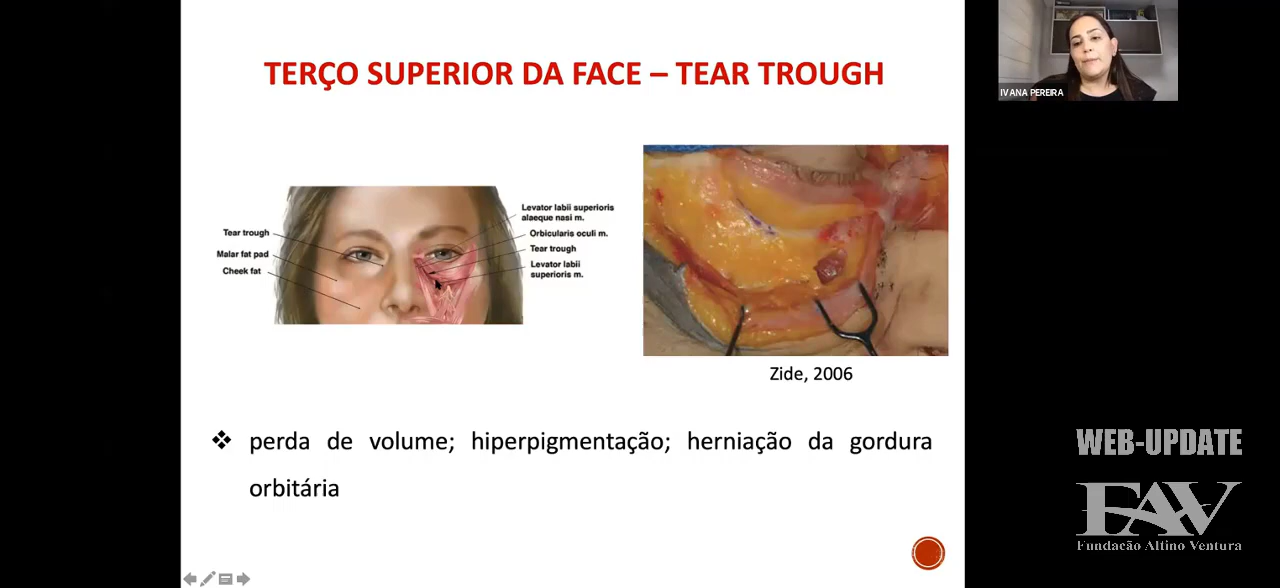 TERÇO SUPERIOR DA FACE – TEAR TROUGH
IVANA PEREIRA
Tear trough
Malar fat pad
Cheek fat
Levator labii superioris
alaeque nasi m.
Orbicularis oculi m.
Tear trough
Levator labii
superioris m.
Zide, 2006
❖ perda de volume; hiperpigmentação; herniação da gordura
orbitária
WEB-UPDATE
FAV
Fundacão Altino Ventura